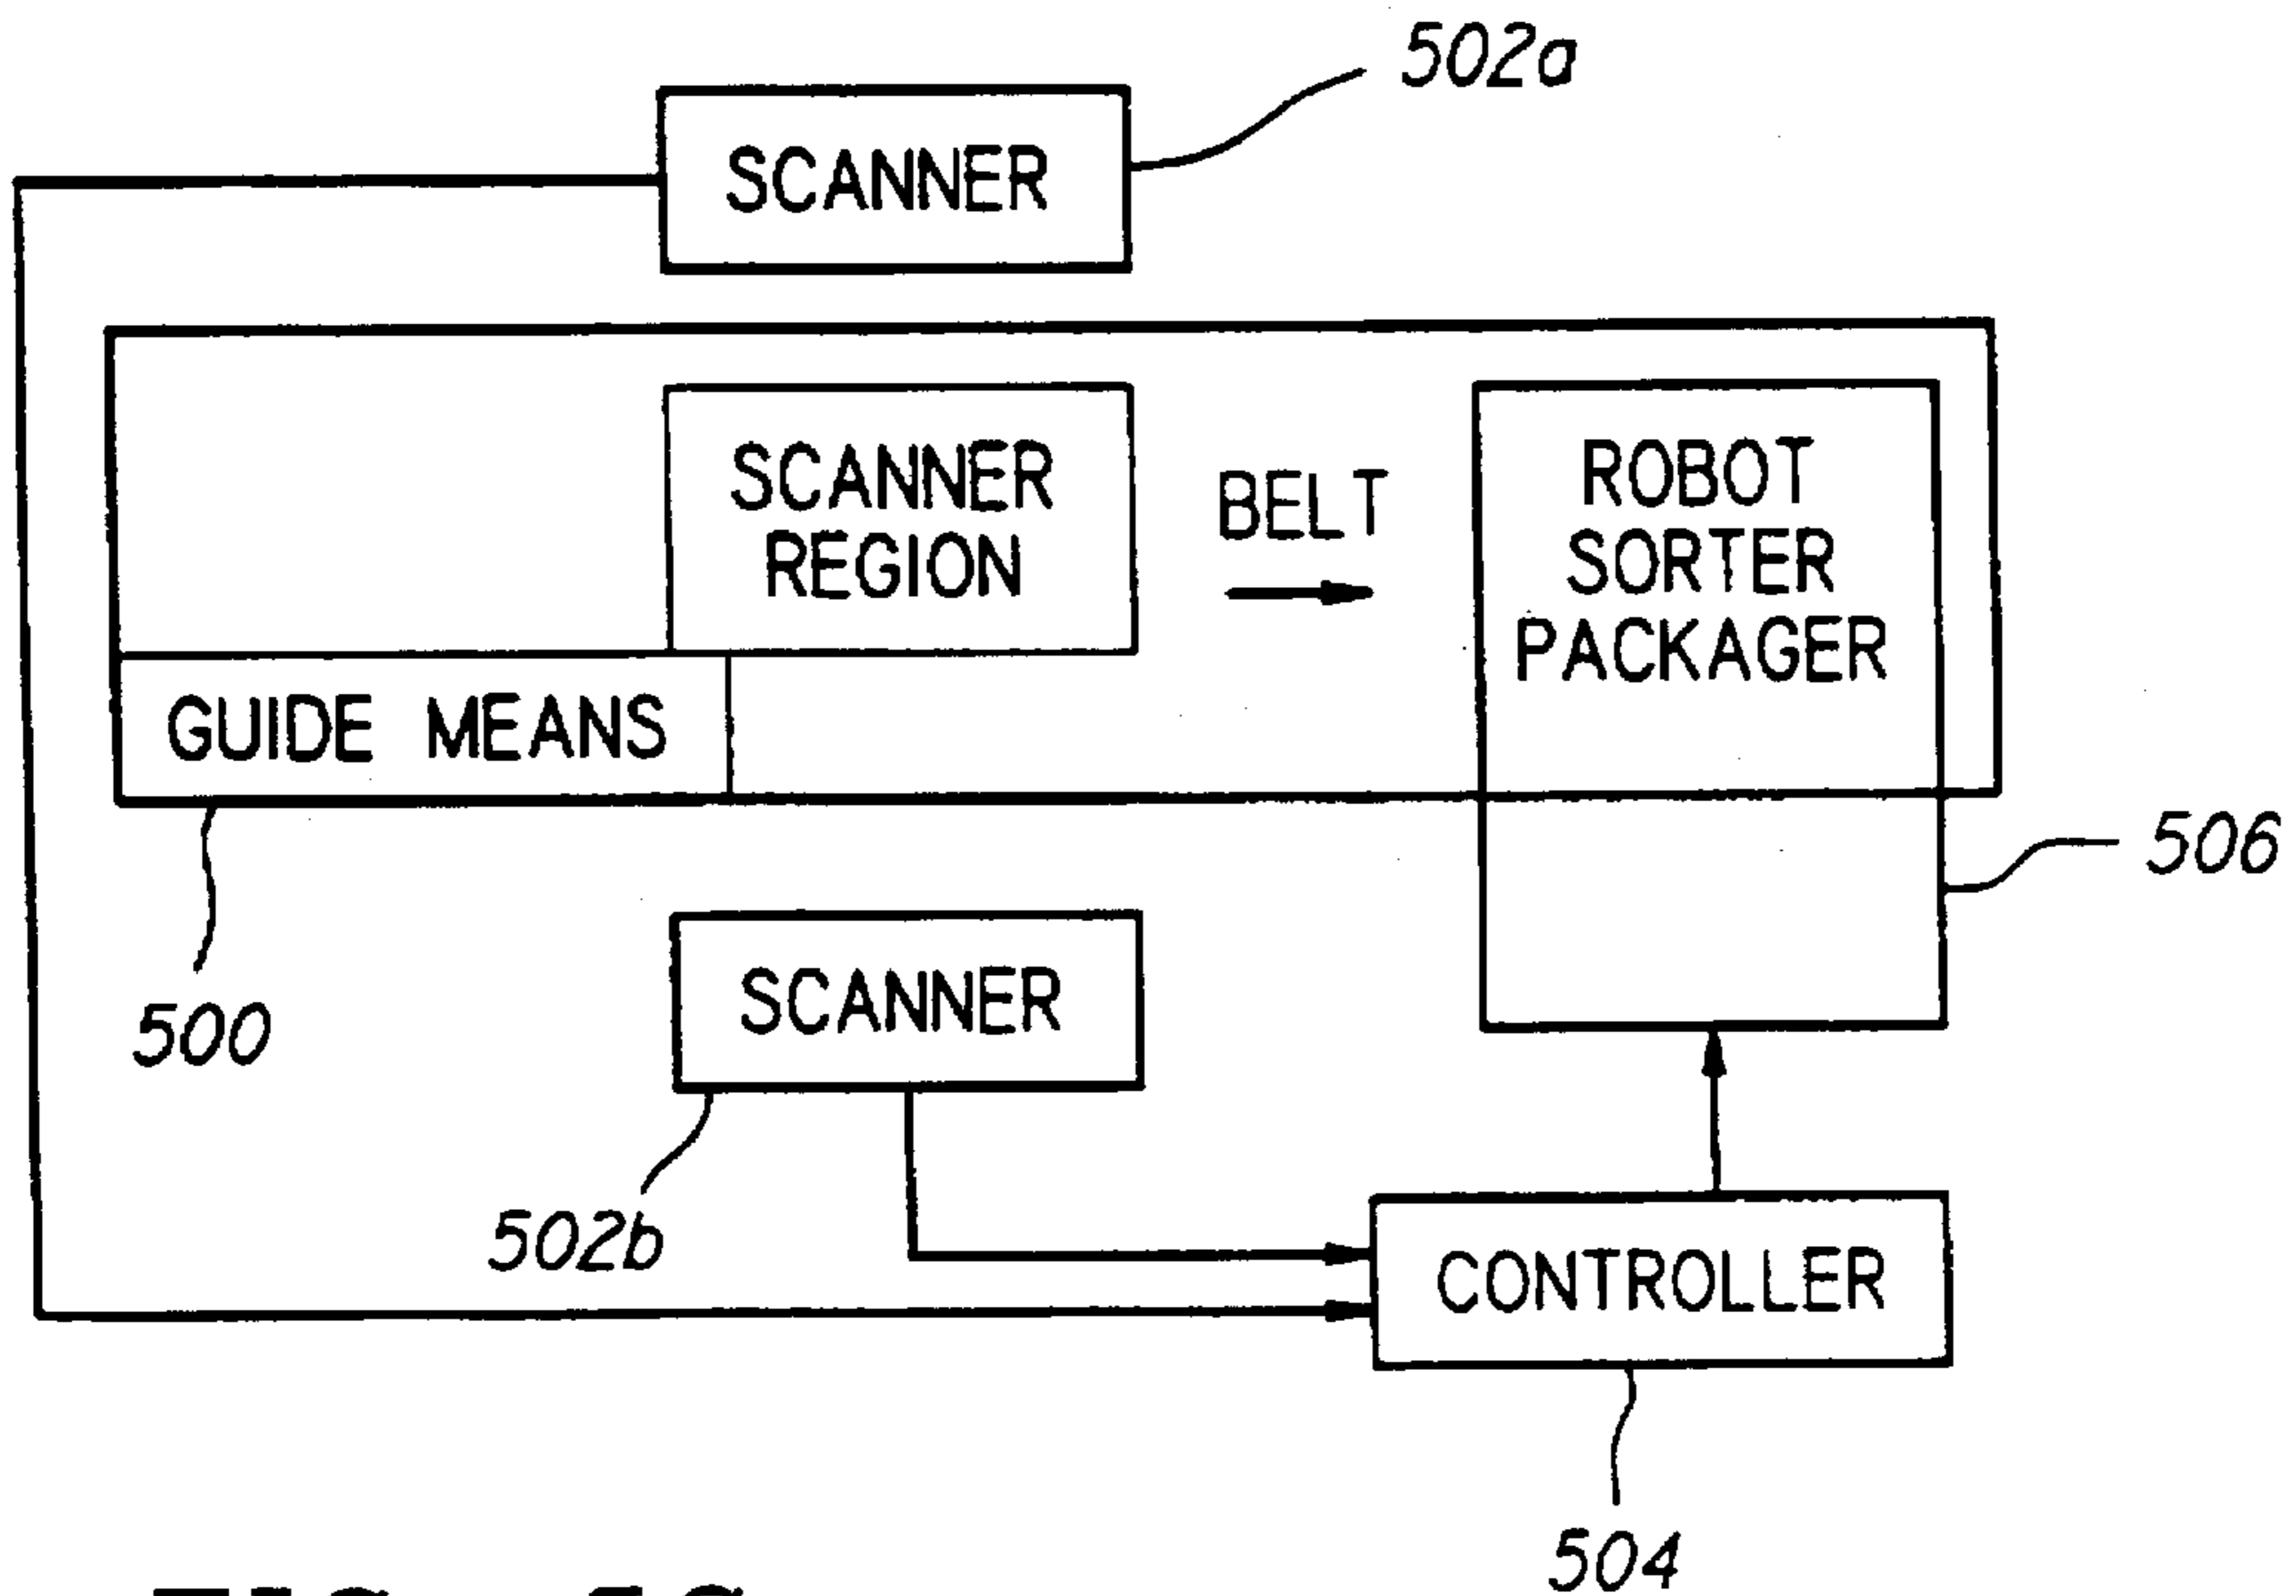 502a
SCANNER
SCANNER
REGION
BELT
ROBOT
SORTER
PACKAGER
GUIDE MEANS
506
500
SCANNER
502b
CONTROLLER
504